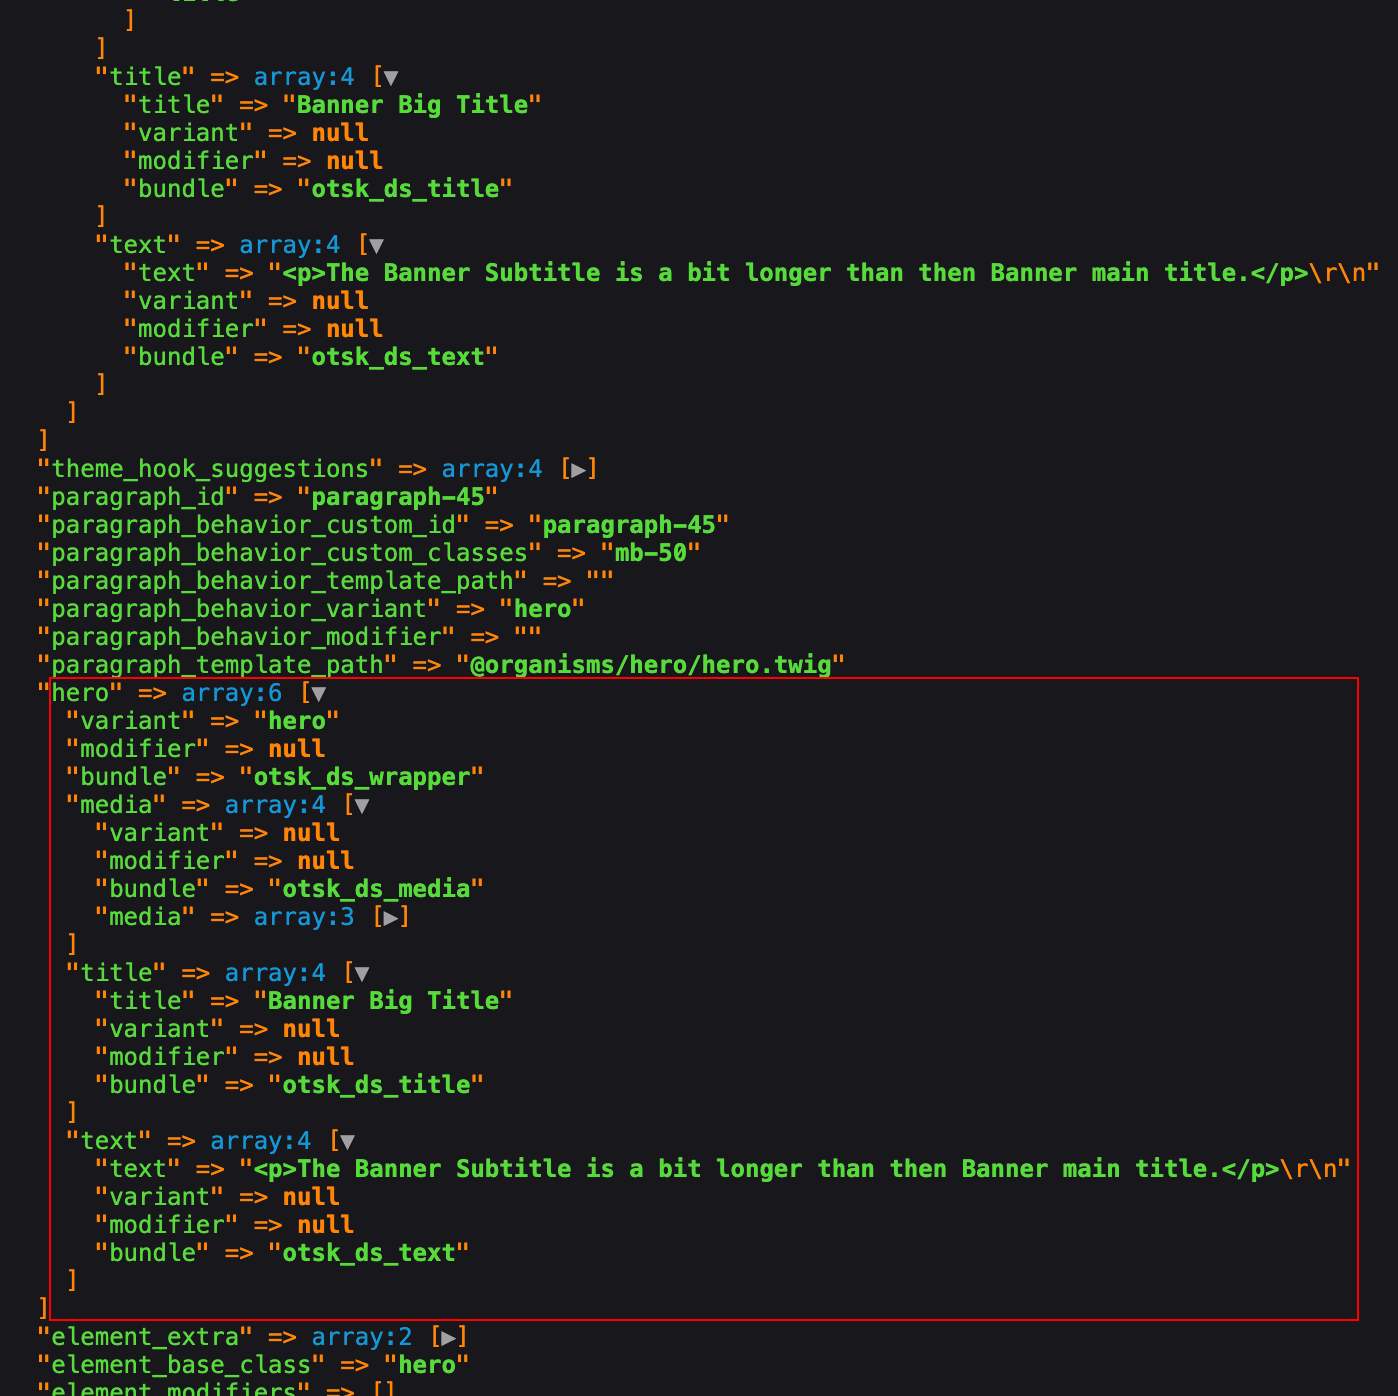 ]
]
"title" => array:4 [▼
"title" => "Banner Big Title"
"variant" => null
"modifier" => null
"bundle" => "otsk_ds_title"
]
"text" => array:4 [▼
"text" => "<p>The Banner Subtitle is a bit longer than then Banner main title.</p>\r\n"
"variant" => null
"modifier" => null
"bundle" => "otsk_ds_text"
]
]
]
"theme_hook_suggestions" => array:4 [▶]
"paragraph_id" => "paragraph-45"
"paragraph_behavior_custom_id" => "paragraph-45"
"paragraph_behavior_custom_classes" => "mb-50"
"paragraph_behavior_template_path" => ""
"paragraph_behavior_variant" => "hero"
"paragraph_behavior_modifier" => ""
"paragraph_template_path" => "@organisms/hero/hero.twig"
"hero" => array:6 [▼
"variant" => "hero"
"modifier" => null
"bundle" => "otsk_ds_wrapper"
"media" => array:4 [▼
"variant" => null
"modifier" => null
"bundle" => "otsk_ds_media"
"media" => array:3 [▶]
]
"title" => array:4 [▼
"title" => "Banner Big Title"
"variant" => null
"modifier" => null
"bundle" => "otsk_ds_title"
]
"text" => array:4 [▼
"text" => "<p>The Banner Subtitle is a bit longer than then Banner main title.</p>\r\n"
"variant" => null
"modifier" => null
"bundle" => "otsk_ds_text"
]
]
"element_extra" => array:2 [▶]
"element_base_class" => "hero"
"element_modifiers" => []